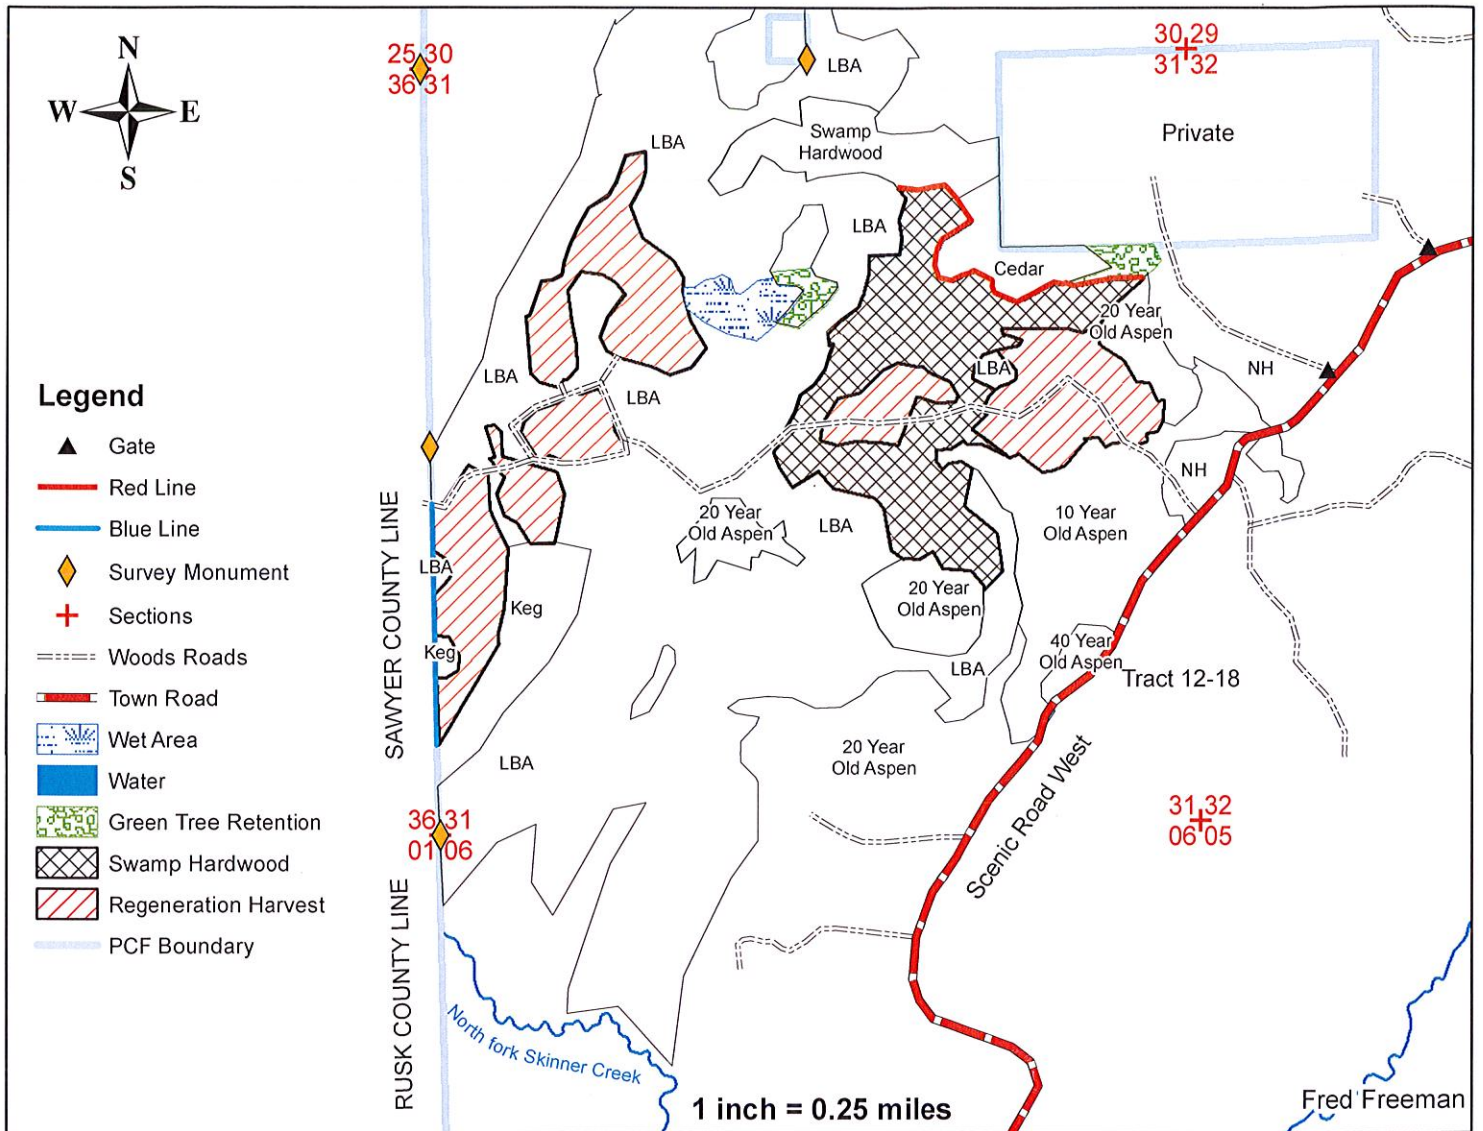 N
W E
S
25 30
36 31
30 29
31 32
LBA
Private
Swamp
Hardwood
LBA
LBA
Cedar
20 Year
Old Aspen
LBA
NH
LBA
LBA
Legend
Gate
Red Line
Blue Line
Survey Monument
Sections
Woods Roads
Town Road
Wet Area
Water
Green Tree Retention
Swamp Hardwood
Regeneration Harvest
PCF Boundary
NH
20 Year
Old Aspen
LBA
10 Year
Old Aspen
SAWYER COUNTY LINE
LBA
Keg
20 Year
Old Aspen
Keg
40 Year
Old Aspen
LBA
Tract 12-18
LBA
20 Year
Old Aspen
Scenic Road West
36 31
01 06
31 32
06 05
RUSK COUNTY LINE
North fork Skinner Creek
1 inch = 0.25 miles
Fred Freeman